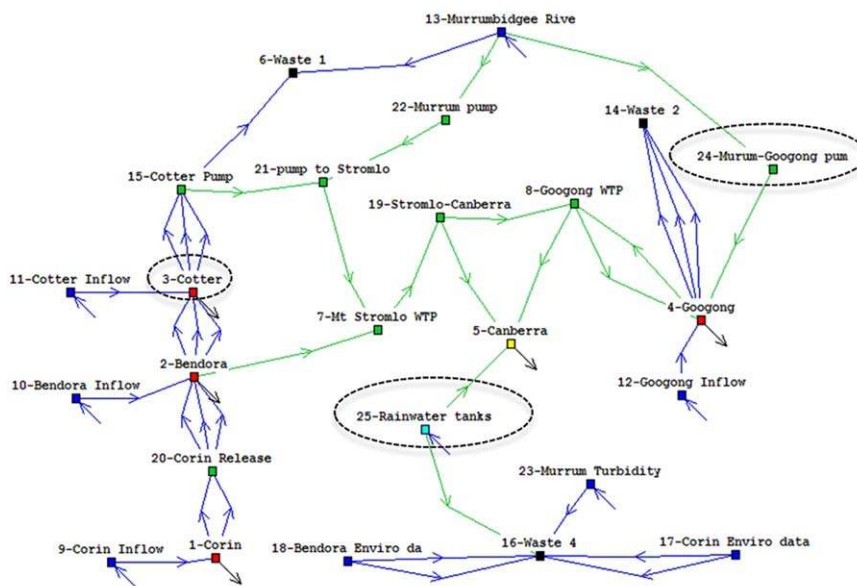 13-Murrumbidgee Rive
6-Waste 1
22-Murrum pump
14-Waste 2
24-Murum-Googong pum
15-Cotter Pump
21-pump to Stromlo
8-Googong WTP
19-Stromlo-Canberra
11-Cotter Inflow
3-Cotter
7-Mt Stromlo WTP
5-Canberra
4-Googong
2-Bendora
10-Bendora Inflow
12-Googong Inflow
25-Rainwater tanks
20-Corin Release
23-Murrum Turbidity
9-Corin Inflow
1-Corin
18-Bendora Enviro da
16-Waste 4
17-Corin Enviro data